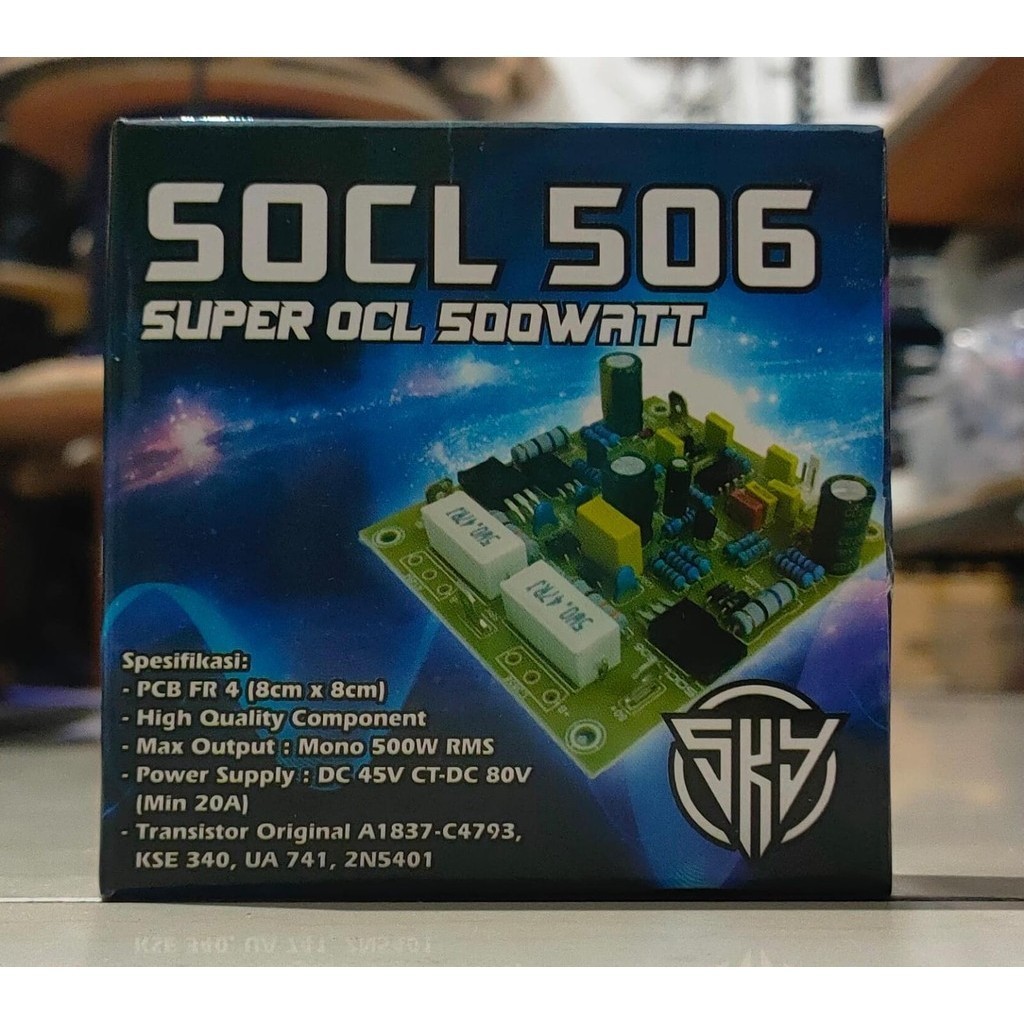 SOCL 506
SUPER OCL 500WATT
5W0.47RJ
5W0.47RJ
Spesifikasi:
- PCB FR 4 (8cm x 8cm)
- High Quality Component
- Max Output : Mono 500W RMS
- Power Supply : DC 45V CT-DC 80V
(Min 20A)
- Transistor Original A1837-C4793,
KSE 340, UA 741, 2N5401
SKY